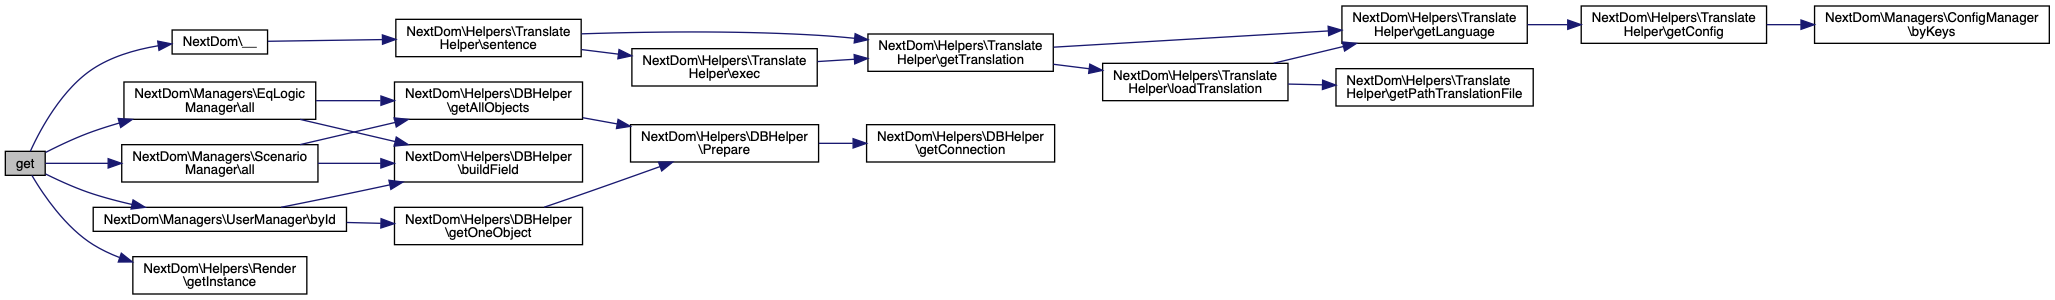 get
NextDom\__
NextDom\Managers\EqLogic
Manager\all
NextDom\Managers\Scenario
Manager\all
NextDom\Managers\UserManager\byId
NextDom\Helpers\Render
\getInstance
NextDom\Helpers\Translate
Helper\sentence
NextDom\Helpers\DBHelper
\getAllObjects
NextDom\Helpers\DBHelper
\buildField
NextDom\Helpers\DBHelper
\getOneObject
NextDom\Helpers\Translate
Helper\exec
NextDom\Helpers\DBHelper
\Prepare
NextDom\Helpers\Translate
Helper\getTranslation
NextDom\Helpers\DBHelper
\getConnection
NextDom\Helpers\Translate
Helper\loadTranslation
NextDom\Helpers\Translate
Helper\getLanguage
NextDom\Helpers\Translate
Helper\getPathTranslationFile
NextDom\Helpers\Translate
Helper\getConfig
NextDom\Managers\ConfigManager
\byKeys